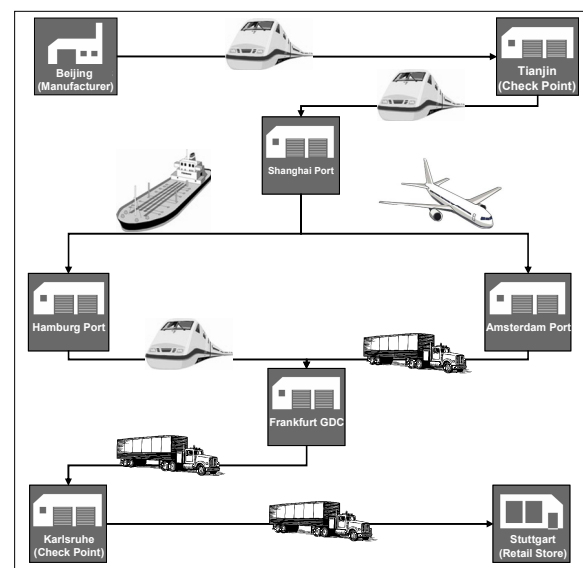 Beijing
(Manufacturer)
Tianjin
(Check Point)
Shanghai Port
Hamburg Port
Amsterdam Port
Frankfurt GDC
Karlsruhe
(Check Point)
Stuttgart
(Retail Store)